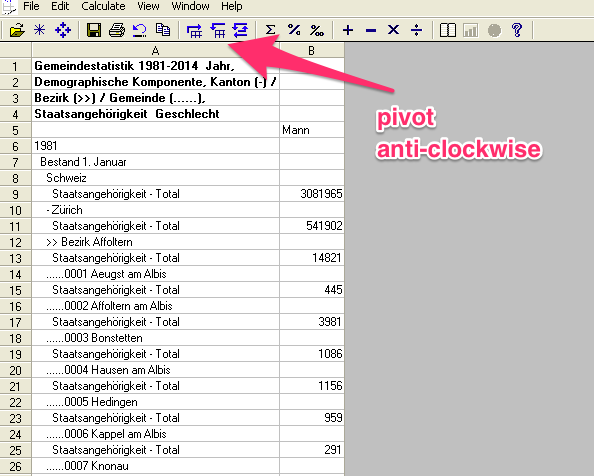 File Edit Calculate View Window Help
Σ % ‰ + − × ÷ ?
A B
1 Gemeindestatistik 1981-2014 Jahr,
2 Demographische Komponente, Kanton (-) /
3 Bezirk (>>) / Gemeinde (......),
4 Staatsangehörigkeit Geschlecht
5 Mann
6 1981
7 Bestand 1. Januar
8 Schweiz
9 Staatsangehörigkeit - Total 3081965
10 - Zürich
11 Staatsangehörigkeit - Total 541902
12 >> Bezirk Affoltern
13 Staatsangehörigkeit - Total 14821
14 ......0001 Aeugst am Albis
15 Staatsangehörigkeit - Total 445
16 ......0002 Affoltern am Albis
17 Staatsangehörigkeit - Total 3981
18 ......0003 Bonstetten
19 Staatsangehörigkeit - Total 1086
20 ......0004 Hausen am Albis
21 Staatsangehörigkeit - Total 1156
22 ......0005 Hedingen
23 Staatsangehörigkeit - Total 959
24 ......0006 Kappel am Albis
25 Staatsangehörigkeit - Total 291
26 ......0007 Knonau
pivot
anti-clockwise